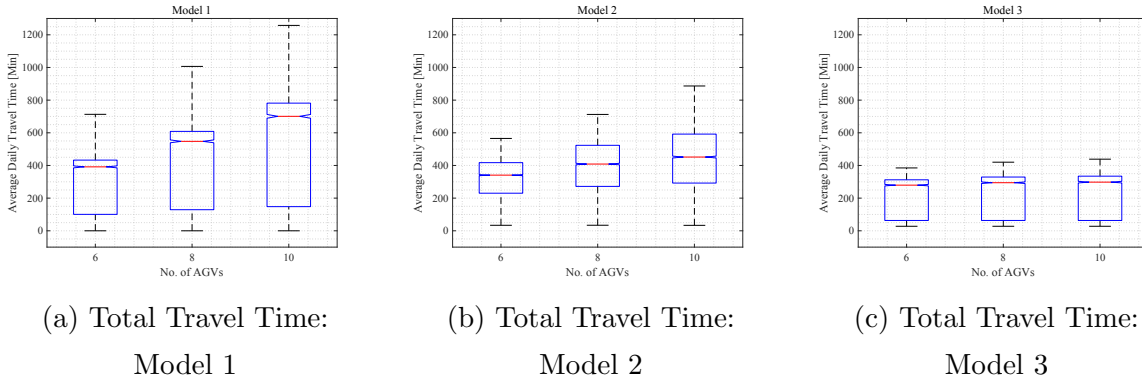 Model 1
1200
1000
800
600
400
200
0
Average Daily Travel Time [Min]
6
8
10
No. of AGVs
(a) Total Travel Time:
Model 1
Model 2
1200
1000
800
600
400
200
0
Average Daily Travel Time [Min]
6
8
10
No. of AGVs
(b) Total Travel Time:
Model 2
Model 3
1200
1000
800
600
400
200
0
Average Daily Travel Time [Min]
6
8
10
No. of AGVs
(c) Total Travel Time:
Model 3